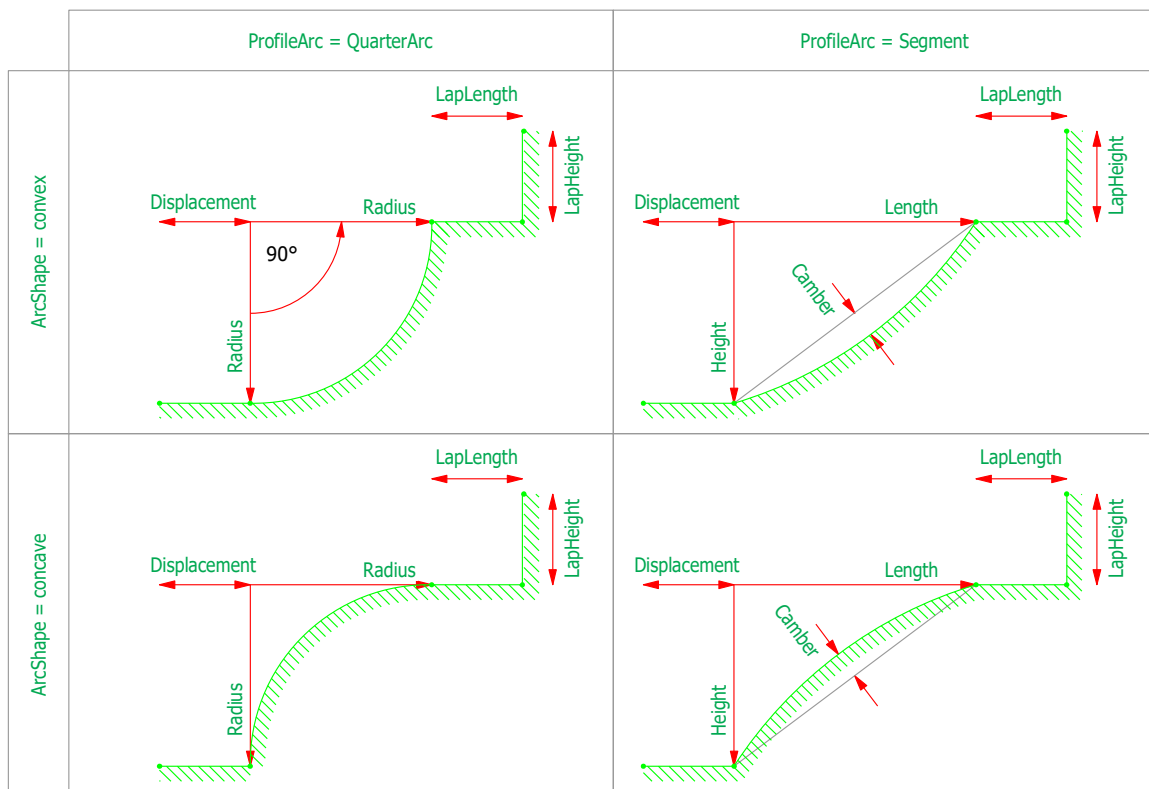 ProfileArc = QuarterArc
ProfileArc = Segment
ArcShape = convex
LapLength
LapHeight
Displacement
Radius
90°
Radius
LapLength
LapHeight
Displacement
Length
Camber
Height
ArcShape = concave
LapLength
LapHeight
Displacement
Radius
Radius
LapLength
LapHeight
Displacement
Length
Camber
Height